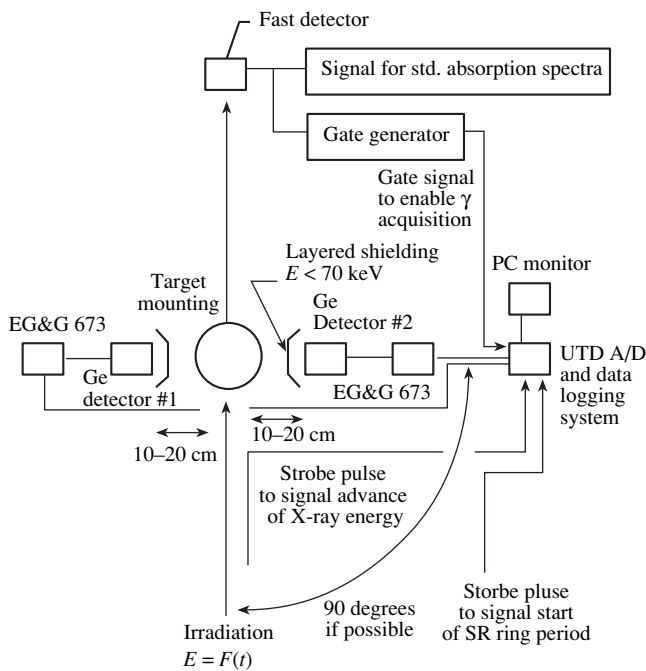 Fast detector
Signal for std. absorption spectra
Gate generator
Gate signal
to enable γ
acquisition
Layered shielding
E < 70 keV
PC monitor
Target
mounting
Ge
Detector #2
EG&G 673
UTD A/D
and data
logging
system
Ge
detector #1
EG&G 673
10–20 cm
10–20 cm
Strobe pulse
to signal advance
of X-ray energy
90 degrees
if possible
Storbe pluse
to signal start
of SR ring period
Irradiation
E = F(t)